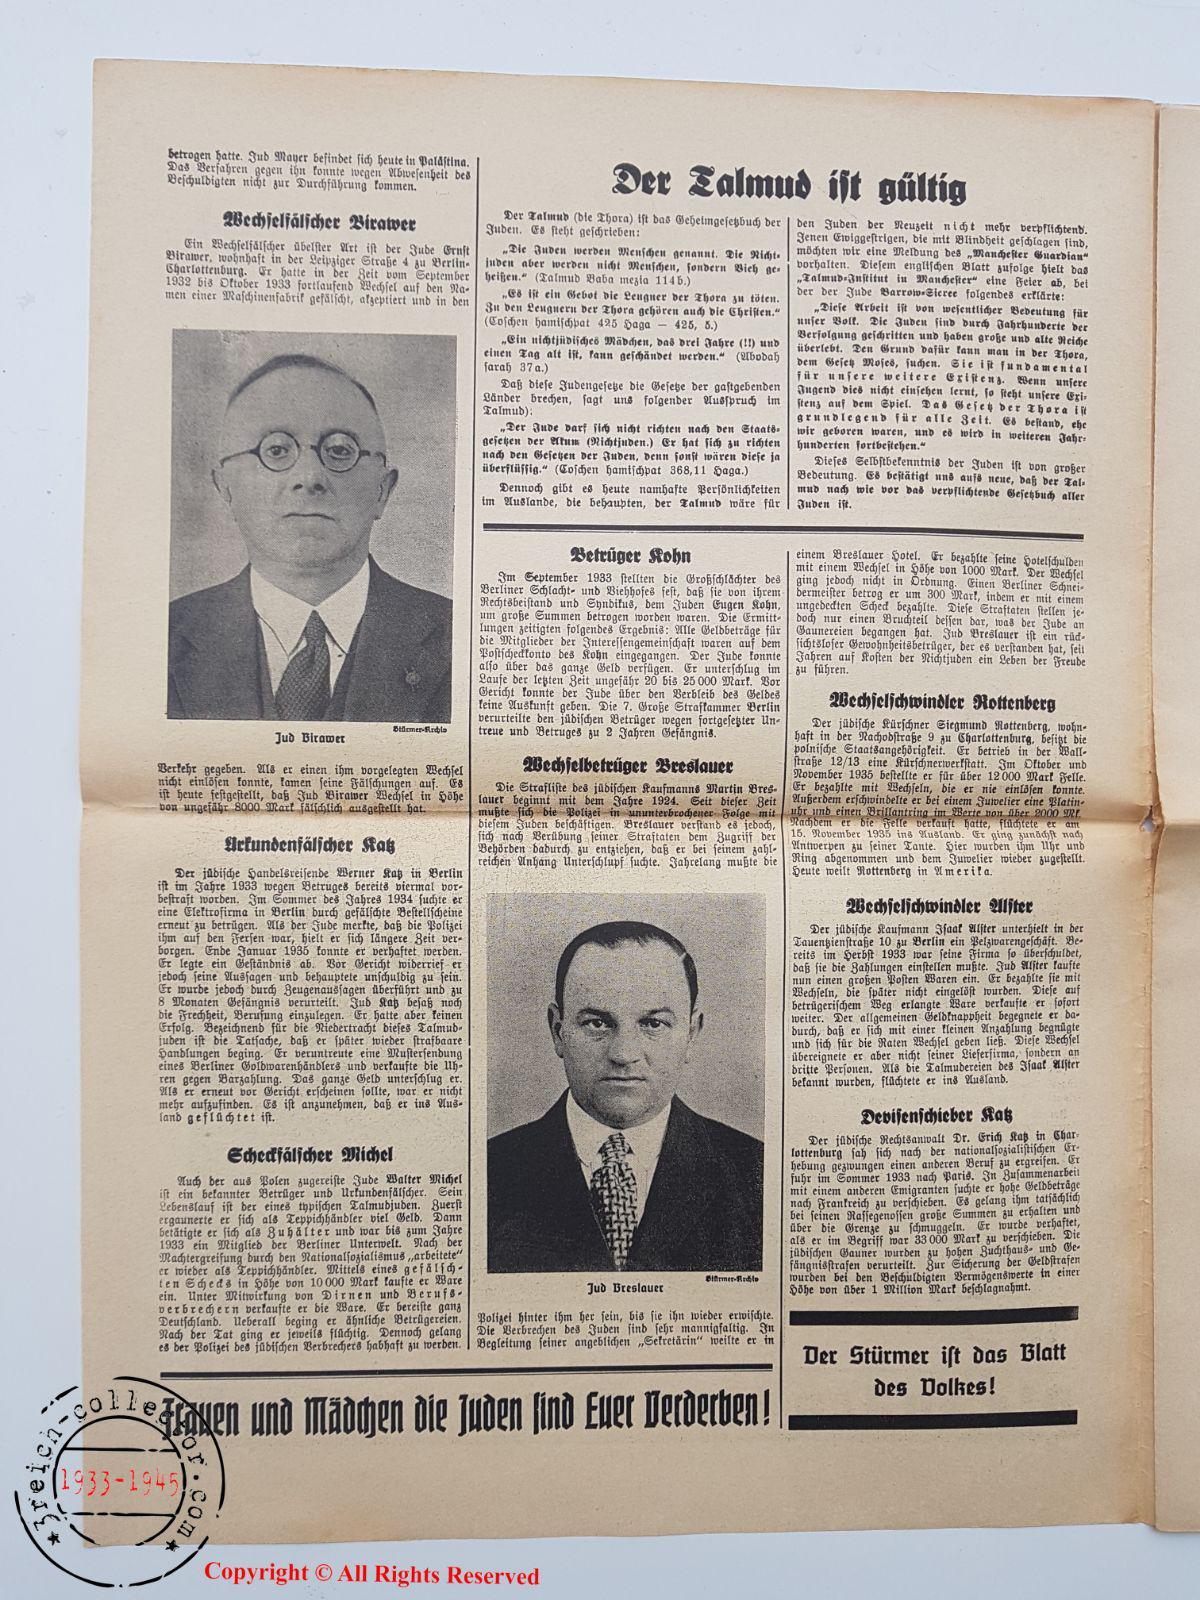 betrogen hatte. Jud Mayer befindet sich heute in Palästina.
Das Verfahren gegen ihn konnte wegen Abwesenheit des
Beschuldigten nicht zur Durchführung kommen.
Wechselfälscher Birawer
Ein Wechselfälscher übelster Art ist der Jude Ernst
Birawer, wohnhaft in der Leipziger Straße 4 zu Berlin-
Charlottenburg. Er hatte in der Zeit vom September
1932 bis Oktober 1933 fortlaufend Wechsel auf den Na-
men einer Maschinenfabrik gefälscht, akzeptiert und in den
Stürmer-Archiv
Jud Birawer
Verkehr gegeben. Als er einen ihm vorgelegten Wechsel
nicht einlösen konnte, kamen seine Fälschungen auf. Es
ist heute festgestellt, daß Jud Birawer Wechsel in Höhe
von ungefähr 8000 Mark fälschlich ausgestellt hat.
Urkundenfälscher Katz
Der jüdische Handelsreisende Werner Katz in Berlin
ist im Jahre 1933 wegen Betruges bereits viermal vor-
bestraft worden. Im Sommer des Jahres 1934 suchte er
eine Elektrofirma in Berlin durch gefälschte Bestellscheine
erneut zu betrügen. Als der Jude merkte, daß die Polizei
ihm auf den Fersen war, hielt er sich längere Zeit ver-
borgen. Ende Januar 1935 konnte er verhaftet werden.
Er legte ein Geständnis ab. Vor Gericht widerrief er
jedoch seine Aussagen und behauptete unschuldig zu sein.
Er wurde jedoch durch Zeugenaussagen überführt und zu
8 Monaten Gefängnis verurteilt. Jud Katz besaß noch
die Frechheit, Berufung einzulegen. Er hatte aber keinen
Erfolg. Bezeichnend für die Niedertracht dieses Talmud-
juden ist die Tatsache, daß er später wieder strafbare
Handlungen beging. Er veruntreute eine Mustersendung
eines Berliner Goldwarenhändlers und verkaufte die Uh-
ren gegen Barzahlung. Das ganze Geld unterschlug er.
Als er erneut vor Gericht erscheinen sollte, war er nicht
mehr aufzufinden. Es ist anzunehmen, daß er ins Aus-
land geflüchtet ist.
Scheckfälscher Michel
Auch der aus Polen zugereiste Jude Walter Michel
ist ein bekannter Betrüger und Urkundenfälscher. Sein
Lebenslauf ist der eines typischen Talmudjuden. Zuerst
ergaunerte er sich als Teppichhändler viel Geld. Dann
betätigte er sich als Zuhälter und war bis zum Jahre
1933 ein Mitglied der Berliner Unterwelt. Nach der
Machtergreifung durch den Nationalsozialismus „arbeitete“
er wieder als Teppichhändler. Mittels eines gefälsch-
ten Schecks in Höhe von 10 000 Mark kaufte er Ware
ein. Unter Mitwirkung von Dirnen und Berufs-
verbrechern verkaufte er die Ware. Er bereiste ganz
Deutschland. Ueberall beging er ähnliche Betrügereien.
Nach der Tat ging er jeweils flüchtig. Dennoch gelang
es der Polizei des jüdischen Verbrechers habhaft zu werden.
Der Talmud ist gültig
Der Talmud (die Thora) ist das Geheimgesetzbuch der
Juden. Es steht geschrieben:
„Die Juden werden Menschen genannt. Die Nicht-
juden aber werden nicht Menschen, sondern Vieh ge-
heißen.“ (Talmud Baba mezia 114 b.)
„Es ist ein Gebot die Leugner der Thora zu töten.
Zu den Leugnern der Thora gehören auch die Christen.“
(Coschen hamischpat 425 Haga — 425, 5.)
„Ein nichtjüdisches Mädchen, das drei Jahre (!!) und
einen Tag alt ist, kann geschändet werden.“ (Abodah
sarah 37 a.)
Daß diese Judengesetze die Gesetze der gastgebenden
Länder brechen, sagt uns folgender Ausspruch im
Talmud):
„Der Jude darf sich nicht richten nach den Staats-
gesetzen der Akum (Nichtjuden.) Er hat sich zu richten
nach den Gesetzen der Juden, denn sonst wären diese ja
überflüssig.“ (Coschen hamischpat 368,11 Haga.)
Dennoch gibt es heute namhafte Persönlichkeiten
im Auslande, die behaupten, der Talmud wäre für
den Juden der Neuzeit nicht mehr verpflichtend.
Jenen Ewiggestrigen, die mit Blindheit geschlagen sind,
möchten wir eine Meldung des „Manchester Guardian“
vorhalten. Diesem englischen Blatt zufolge hielt das
„Talmud-Institut in Manchester“ eine Feier ab, bei
der der Jude Barrow-Sicree folgendes erklärte:
„Diese Arbeit ist von wesentlicher Bedeutung für
unser Volk. Die Juden sind durch Jahrhunderte der
Verfolgung geschritten und haben große und alte Reiche
überlebt. Den Grund dafür kann man in der Thora,
dem Gesetz Moses, suchen. Sie ist fundamental
für unsere weitere Existenz. Wenn unsere
Jugend dies nicht einsehen lernt, so steht unsere Exi-
stenz auf dem Spiel. Das Gesetz der Thora ist
grundlegend für alle Zeit. Es bestand, ehe
wir geboren waren, und es wird in weiteren Jahr-
hunderten fortbestehen.“
Dieses Selbstbekenntnis der Juden ist von großer
Bedeutung. Es bestätigt uns aufs neue, daß der Tal-
mud nach wie vor das verpflichtende Gesetzbuch aller
Juden ist.
Betrüger Kohn
Im September 1933 stellten die Großschlächter des
Berliner Schlacht- und Viehhofes fest, daß sie von ihrem
Rechtsbeistand und Syndikus, dem Juden Eugen Kohn,
um große Summen betrogen worden waren. Die Ermitt-
lungen zeitigten folgendes Ergebnis: Alle Geldbeträge für
die Mitglieder der Interessengemeinschaft waren auf dem
Postscheckkonto des Kohn eingegangen. Der Jude konnte
also über das ganze Geld verfügen. Er unterschlug im
Laufe der letzten Zeit ungefähr 20 bis 25 000 Mark. Vor
Gericht konnte der Jude über den Verbleib des Geldes
keine Auskunft geben. Die 7. Große Strafkammer Berlin
verurteilte den jüdischen Betrüger wegen fortgesetzter Un-
treue und Betruges zu 2 Jahren Gefängnis.
Wechselbetrüger Breslauer
Die Strafliste des jüdischen Kaufmanns Martin Bres-
lauer beginnt mit dem Jahre 1924. Seit dieser Zeit
mußte sich die Polizei in ununterbrochener Folge mit
diesem Juden beschäftigen. Breslauer verstand es jedoch,
sich nach Verübung seiner Straftaten dem Zugriff der
Behörden dadurch zu entziehen, daß er bei seinem zahl-
reichen Anhang Unterschlupf suchte. Jahrelang mußte die
Stürmer-Archiv
Jud Breslauer
Polizei hinter ihm her sein, bis sie ihn wieder erwischte.
Die Verbrechen des Juden sind sehr mannigfaltig. In
Begleitung seiner angeblichen „Sekretärin“ weilte er in
einem Breslauer Hotel. Er bezahlte seine Hotelschulden
mit einem Wechsel in Höhe von 1000 Mark. Der Wechsel
ging jedoch nicht in Ordnung. Einen Berliner Schnei-
dermeister betrog er um 300 Mark, indem er mit einem
ungedeckten Scheck bezahlte. Diese Straftaten stellen je-
doch nur einen Bruchteil dessen dar, was der Jude an
Gaunereien begangen hat. Jud Breslauer ist ein rück-
sichtsloser Gewohnheitsbetrüger, der es verstanden hat, seit
Jahren auf Kosten der Nichtjuden ein Leben der Freude
zu führen.
Wechselschwindler Rottenberg
Der jüdische Kürschner Siegmund Rottenberg, wohn-
haft in der Nachodstraße 9 zu Charlottenburg, besitzt die
polnische Staatsangehörigkeit. Er betrieb in der Wall-
straße 12/13 eine Kürschnerwerkstatt. Im Oktober und
November 1935 bestellte er für über 12 000 Mark Felle.
Er bezahlte mit Wechseln, die er nie einlösen konnte.
Außerdem erschwindelte er bei einem Juwelier eine Platin-
uhr und einen Brillantring im Werte von über 2000 Mk.
Nachdem er die Felle verkauft hatte, flüchtete er am
15. November 1935 ins Ausland. Er ging zunächst nach
Antwerpen zu seiner Tante. Hier wurden ihm Uhr und
Ring abgenommen und dem Juwelier wieder zugestellt.
Heute weilt Rottenberg in Amerika.
Wechselschwindler Alster
Der jüdische Kaufmann Isaak Alster unterhielt in der
Tauenzienstraße 10 zu Berlin ein Pelzwarengeschäft. Be-
reits im Herbst 1933 war seine Firma so überschuldet,
daß sie die Zahlungen einstellen mußte. Jud Alster kaufte
nun einen großen Posten Waren ein. Er bezahlte sie mit
Wechseln, die später nicht eingelöst wurden. Diese auf
betrügerischem Weg erlangte Ware verkaufte er sofort
weiter. Der allgemeinen Geldknappheit begegnete er da-
durch, daß er sich mit einer kleinen Anzahlung begnügte
und sich für die Raten Wechsel geben ließ. Diese Wechsel
übereignete er aber nicht seiner Lieferfirma, sondern an
dritte Personen. Als die Talmudereien des Isaak Alster
bekannt wurden, flüchtete er ins Ausland.
Devisenschieber Katz
Der jüdische Rechtsanwalt Dr. Erich Katz in Char-
lottenburg sah sich nach der nationalsozialistischen Er-
hebung gezwungen einen anderen Beruf zu ergreifen. Er
fuhr im Sommer 1933 nach Paris. In Zusammenarbeit
mit einem anderen Emigranten suchte er hohe Geldbeträge
nach Frankreich zu verschieben. Es gelang ihm tatsächlich
bei seinen Rassegenossen große Summen zu erhalten und
über die Grenze zu schmuggeln. Er wurde verhaftet,
als er im Begriff war 33 000 Mark zu verschieben. Die
jüdischen Gauner wurden zu hohen Zuchthaus- und Ge-
fängnisstrafen verurteilt. Zur Sicherung der Geldstrafen
wurden bei den Beschuldigten Vermögenswerte in einer
Höhe von über 1 Million Mark beschlagnahmt.
Der Stürmer ist das Blatt
des Volkes!
Frauen und Mädchen die Juden sind Euer Verderben!
3reich-collector.com
1933-1945
Copyright © All Rights Reserved